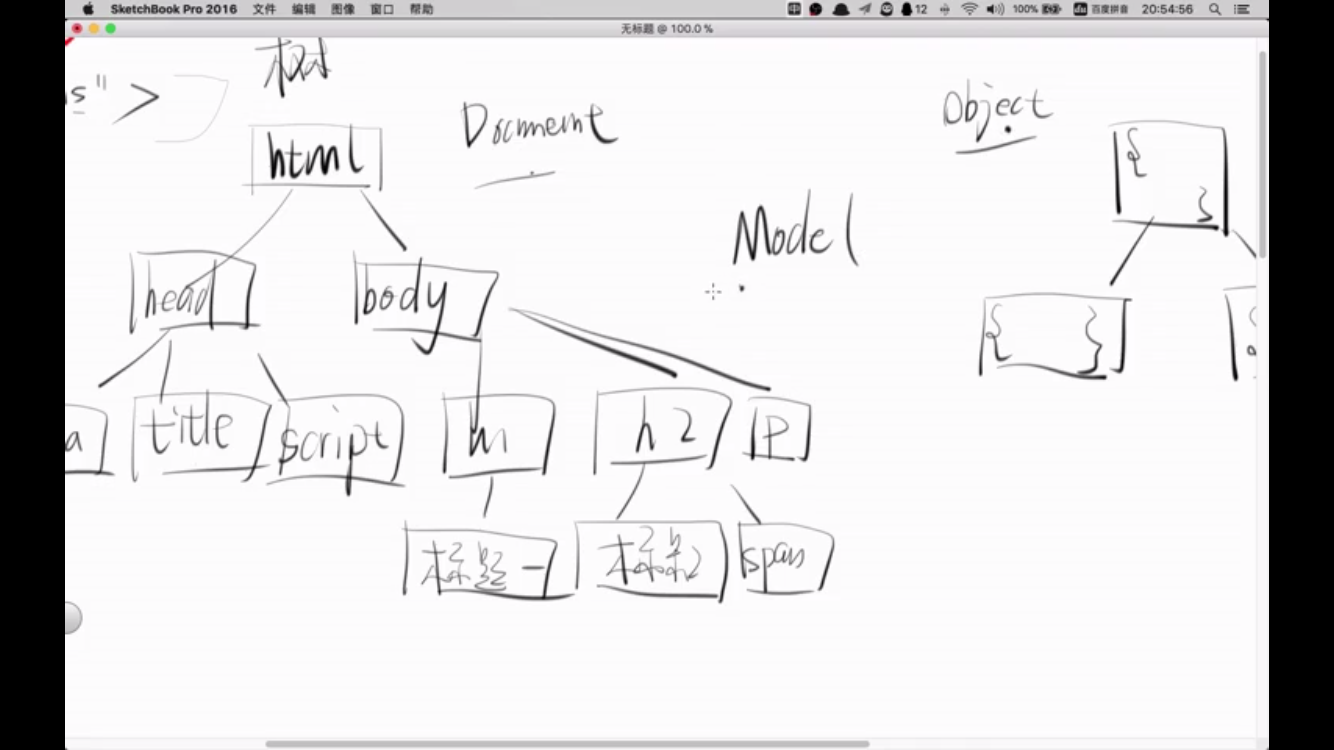 SketchBook Pro 2016 文件 编辑 图像 窗口 帮助 12 100% 百度拼音 20:54:56
无标题 @ 100.0 %
树
s" >
Document
Object
html
{
}
Model
head
body
{ }
{
a
title
script
h1
h2
p
标题一
标题2
span